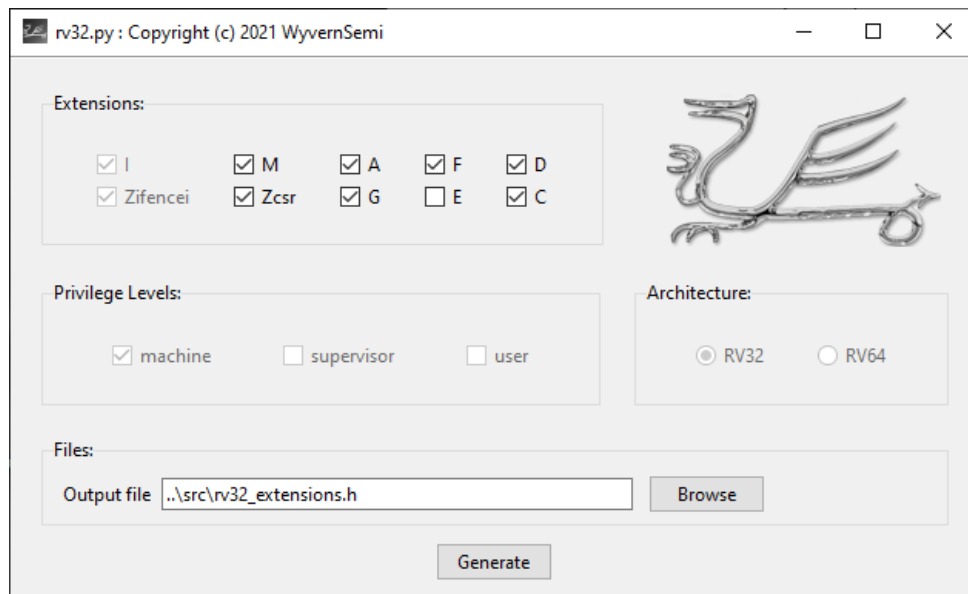 rv32.py : Copyright (c) 2021 WyvernSemi
Extensions:
I M A F D
Zifencei Zcsr G E C
Privilege Levels:
machine supervisor user
Architecture:
RV32 RV64
Files:
Output file ..\src\rv32_extensions.h Browse
Generate